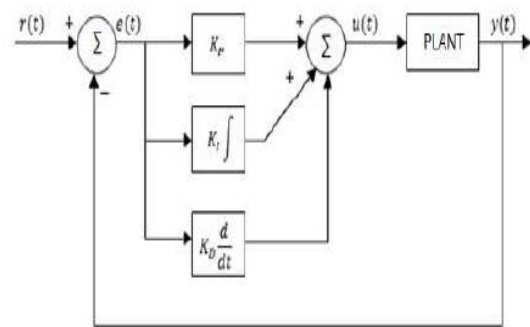 r(t) + Σ e(t) K_P + Σ u(t) PLANT y(t)
−
+
K_I ∫
K_D d/dt